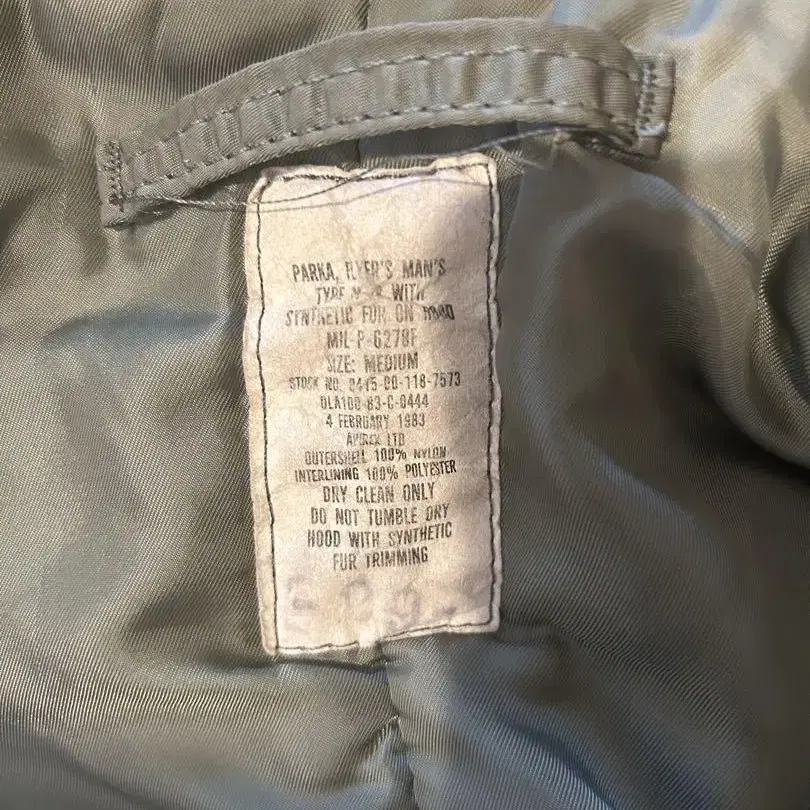 PARKA, FLYER'S MAN'S
TYPE WITH
SYNTHETIC FUR ON HOOD
MIL-P-6279F
SIZE: MEDIUM
STOCK NO. 8415-00-118-7573
DLA100-83-C-0444
4 FEBRUARY 1983
AVIREX LTD
OUTERSHELL 100% NYLON
INTERLINING 100% POLYESTER
DRY CLEAN ONLY
DO NOT TUMBLE DRY
HOOD WITH SYNTHETIC
FUR TRIMMING